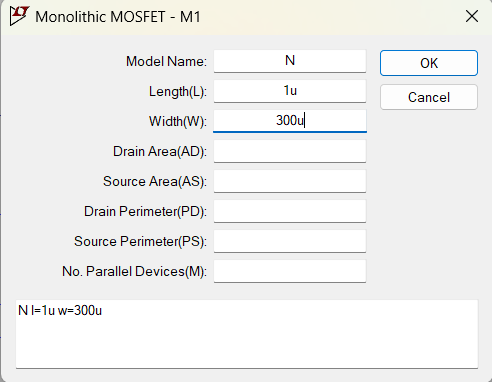 Monolithic MOSFET - M1
Model Name: N
OK
Length(L): 1u
Cancel
Width(W): 300u
Drain Area(AD):
Source Area(AS):
Drain Perimeter(PD):
Source Perimeter(PS):
No. Parallel Devices(M):
N l=1u w=300u